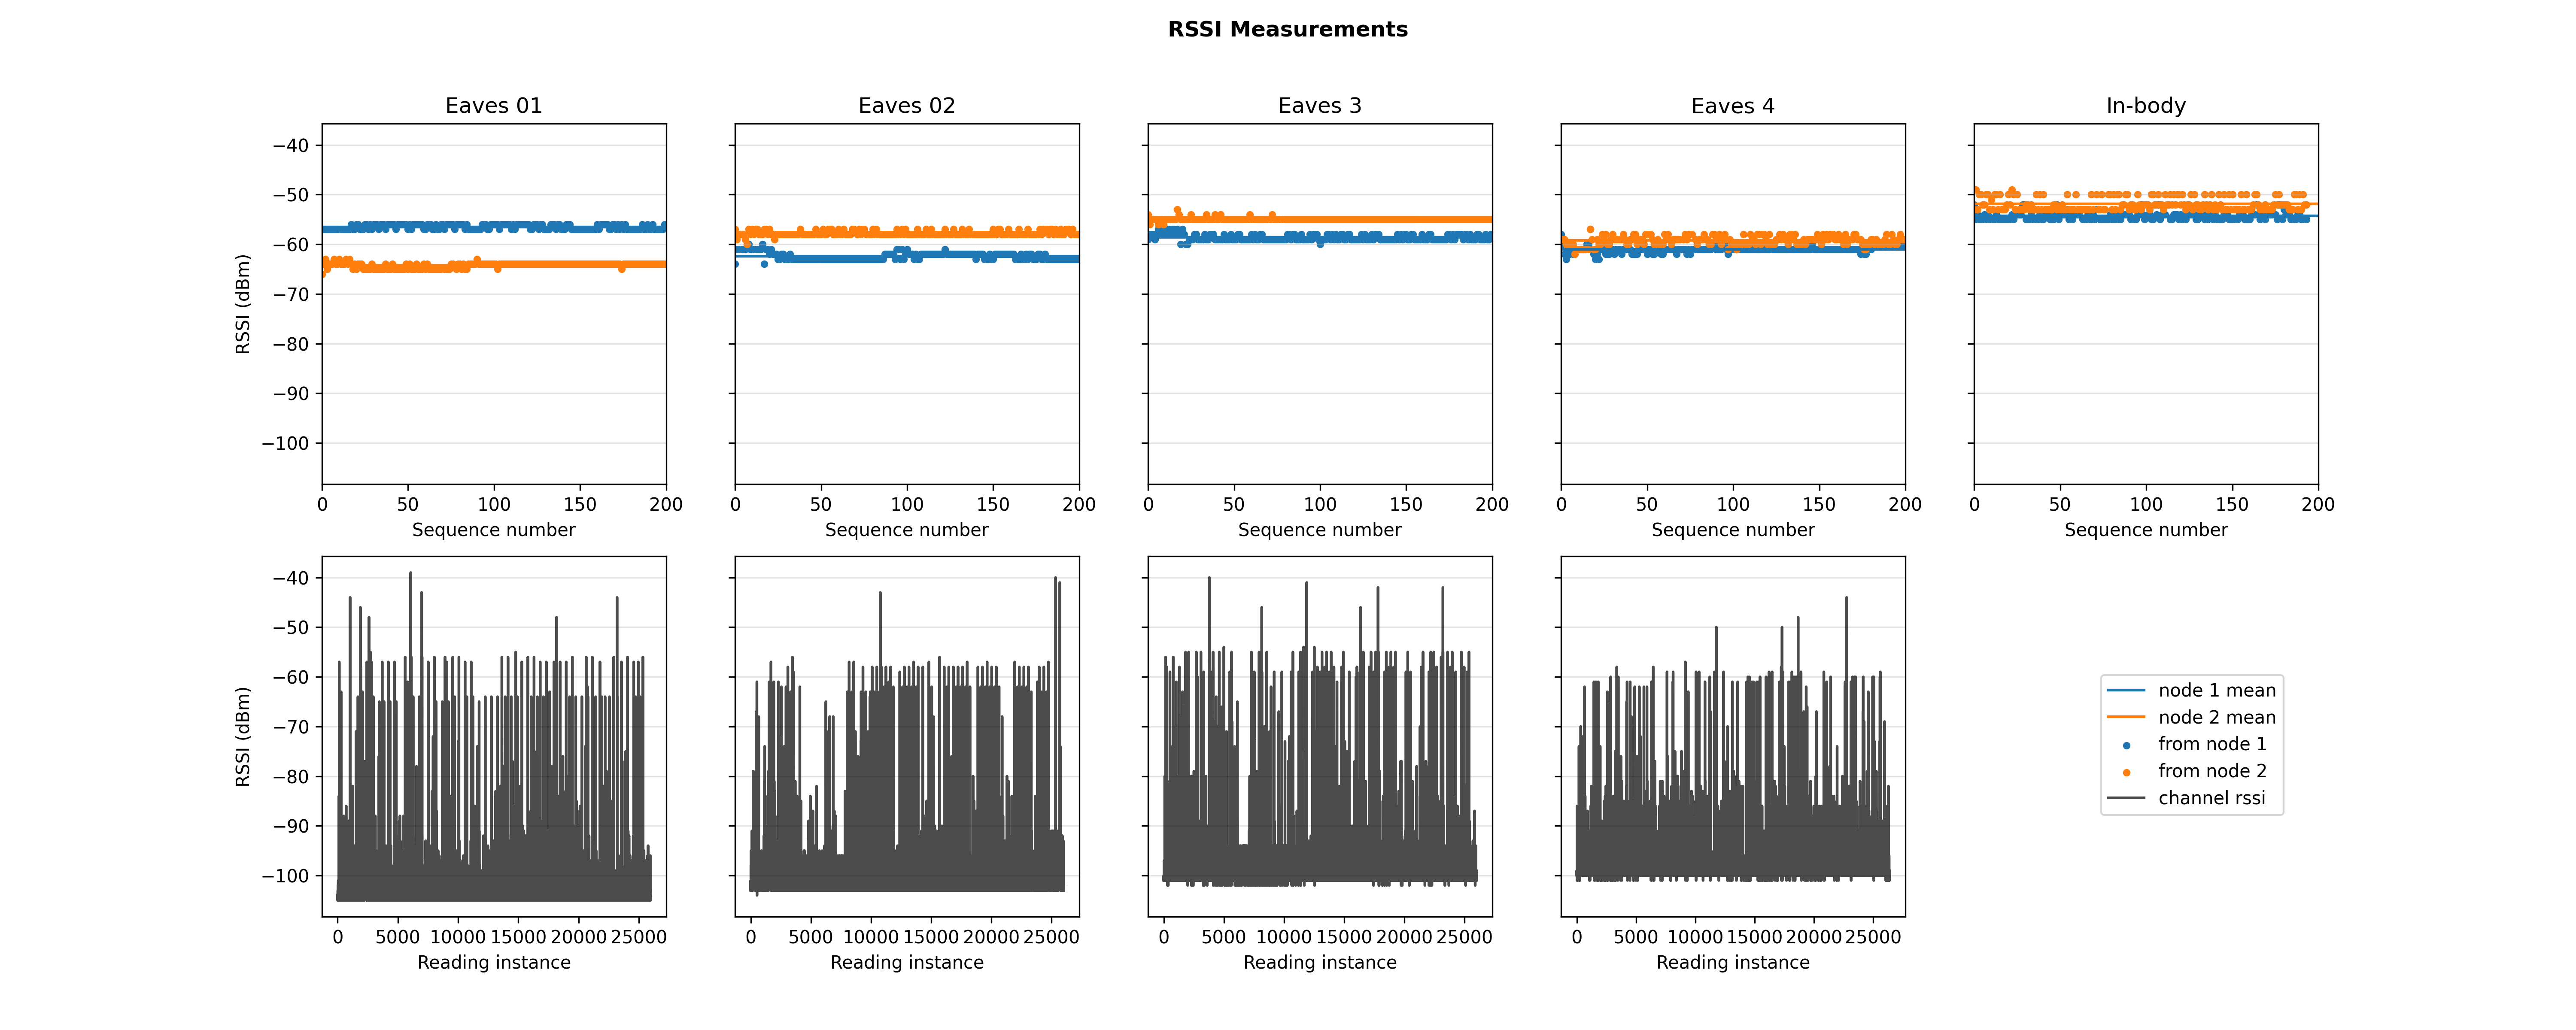 RSSI Measurements
Eaves 01
Eaves 02
Eaves 3
Eaves 4
In-body
RSSI (dBm)
−40
−50
−60
−70
−80
−90
−100
0 50 100 150 200
Sequence number
0 50 100 150 200
Sequence number
0 50 100 150 200
Sequence number
0 50 100 150 200
Sequence number
0 50 100 150 200
Sequence number
RSSI (dBm)
−40
−50
−60
−70
−80
−90
−100
0 5000 10000 15000 20000 25000
Reading instance
0 5000 10000 15000 20000 25000
Reading instance
0 5000 10000 15000 20000 25000
Reading instance
0 5000 10000 15000 20000 25000
Reading instance
node 1 mean
node 2 mean
from node 1
from node 2
channel rssi